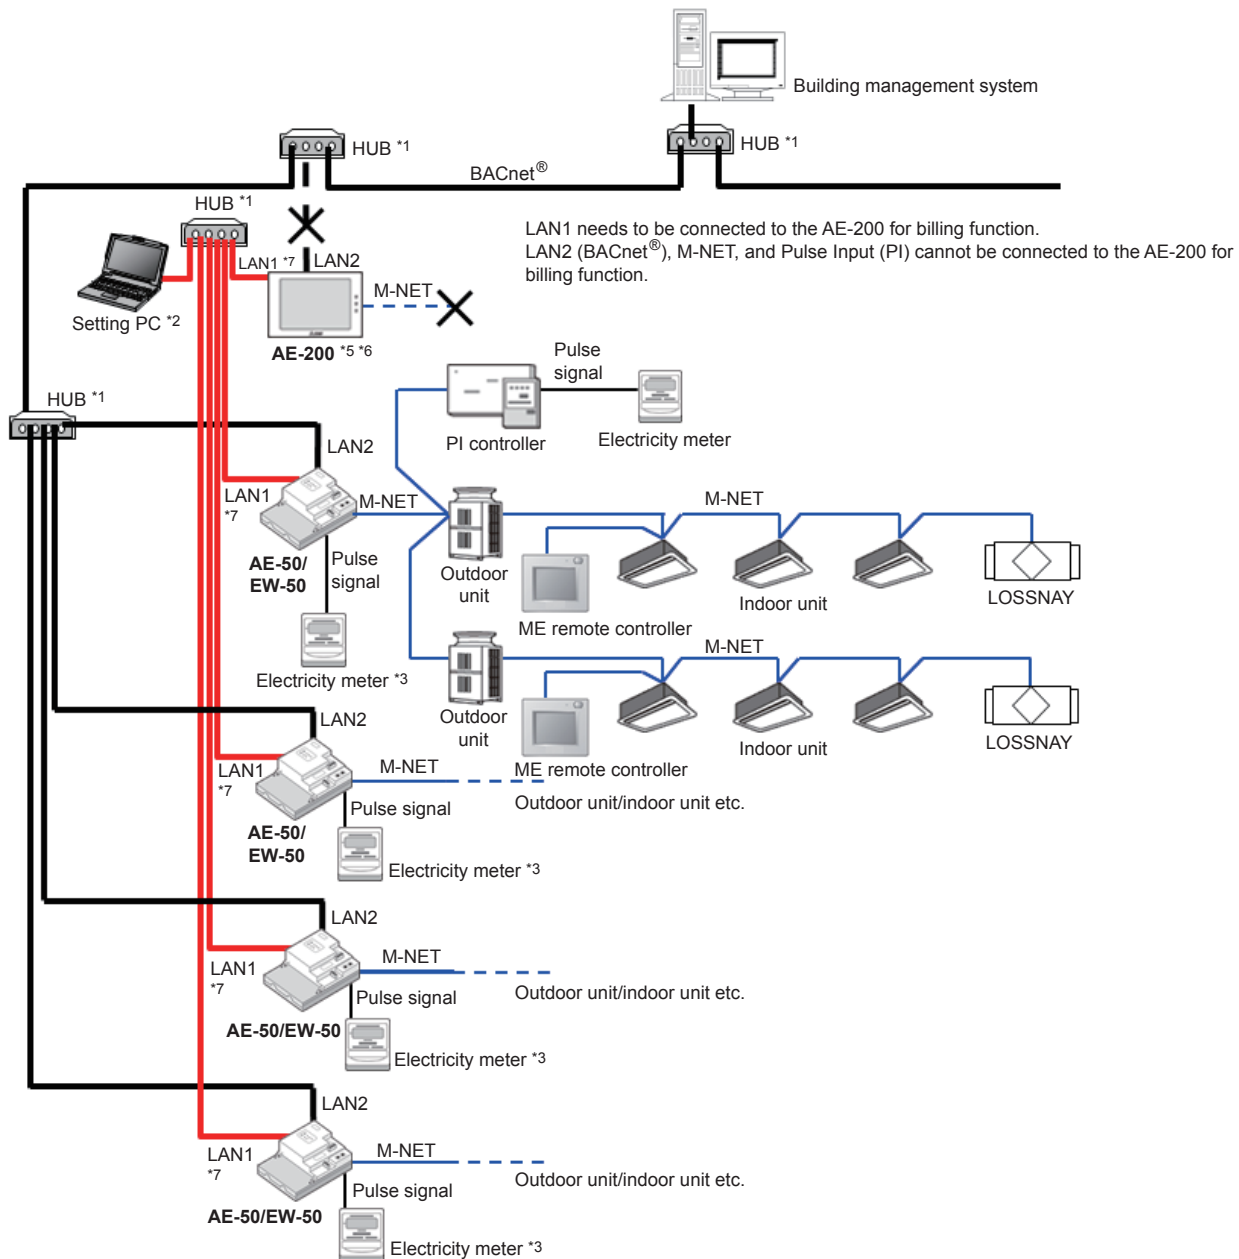 Building management system
HUB *1
HUB *1
BACnet®
HUB *1
LAN1 needs to be connected to the AE-200 for billing function.
LAN2 (BACnet®), M-NET, and Pulse Input (PI) cannot be connected to the AE-200 for
billing function.
LAN1 *7
LAN2
M-NET
Setting PC *2
AE-200 *5 *6
Pulse
signal
HUB *1
PI controller
Electricity meter
LAN2
LAN1
*7
M-NET
M-NET
AE-50/
EW-50
Pulse
signal
Outdoor
unit
Indoor unit
LOSSNAY
ME remote controller
M-NET
Electricity meter *3
Outdoor
unit
Indoor unit
LOSSNAY
ME remote controller
LAN2
LAN1
*7
M-NET
Outdoor unit/indoor unit etc.
Pulse signal
AE-50/
EW-50
Electricity meter *3
LAN2
LAN1
*7
M-NET
Outdoor unit/indoor unit etc.
Pulse signal
AE-50/EW-50
Electricity meter *3
LAN2
LAN1
*7
M-NET
Outdoor unit/indoor unit etc.
Pulse signal
AE-50/EW-50
Electricity meter *3